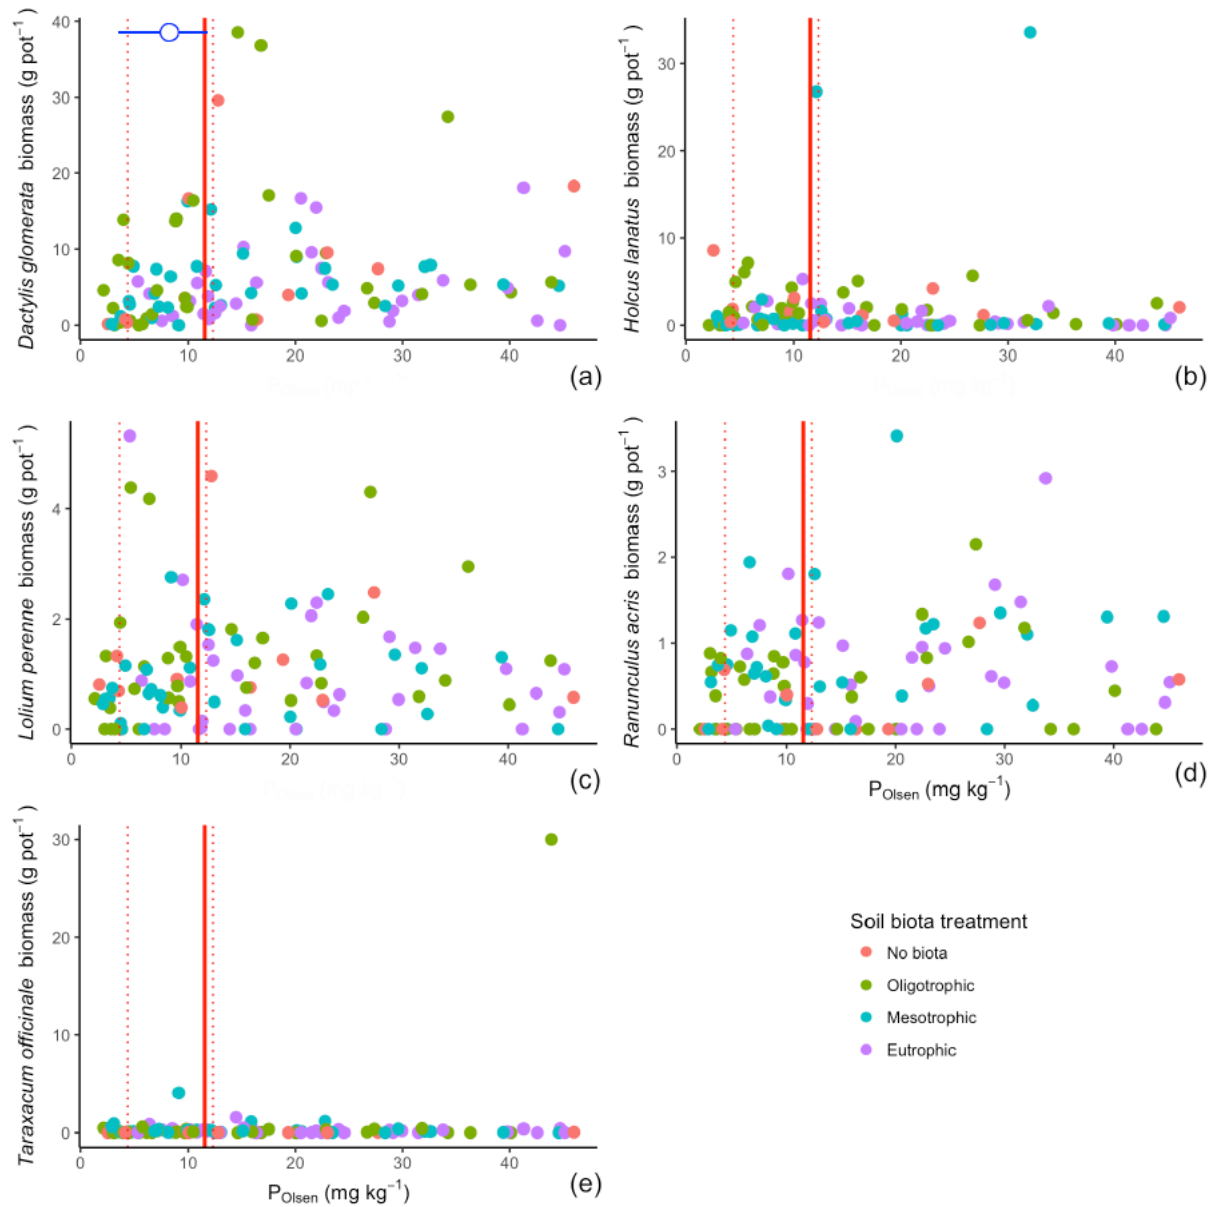 Dactylis glomerata biomass (g pot⁻¹)
40
30
20
10
0
0 10 20 30 40
(a)
Holcus lanatus biomass (g pot⁻¹)
30
20
10
0
0 10 20 30 40
(b)
Lolium perenne biomass (g pot⁻¹)
4
2
0
0 10 20 30 40
(c)
Ranunculus acris biomass (g pot⁻¹)
3
2
1
0
0 10 20 30 40
P_Olsen (mg kg⁻¹)
(d)
Taraxacum officinale biomass (g pot⁻¹)
30
20
10
0
0 10 20 30 40
P_Olsen (mg kg⁻¹)
(e)
Soil biota treatment
No biota
Oligotrophic
Mesotrophic
Eutrophic